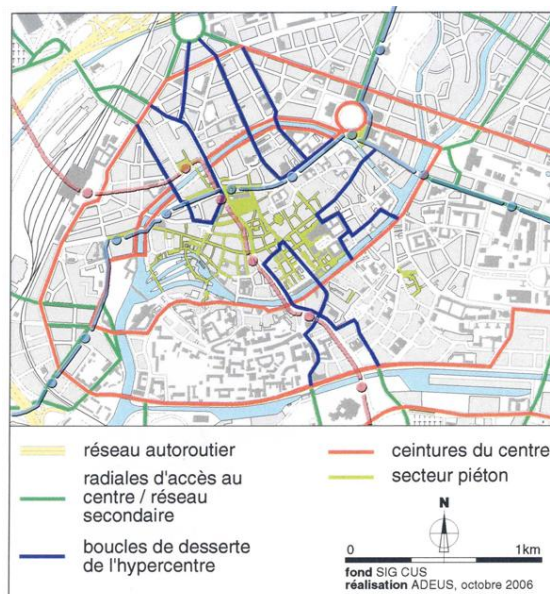 réseau autoroutier
radiales d'accès au
centre / réseau
secondaire
boucles de desserte
de l'hypercentre
ceintures du centre
secteur piéton
N
0 1km
fond SIG CUS
réalisation ADEUS, octobre 2006